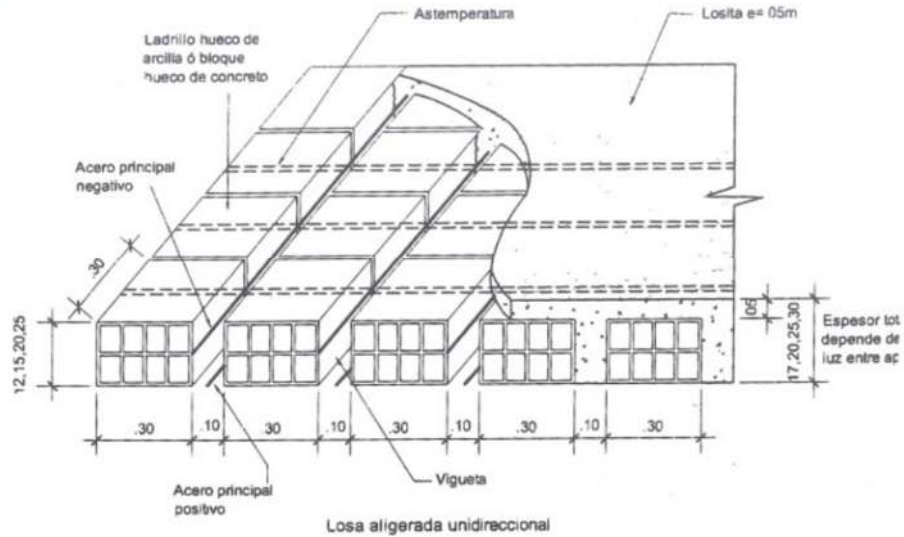 Astemperatura
Losita e= 05m
Ladrillo hueco de
arcilla ó bloque
hueco de concreto
Acero principal
negativo
.30
12,15,20,25
.05
17,20,25,30
Espesor tot
depende de
luz entre ap
.30
.10
.30
.10
.30
.10
.30
.10
.30
Acero principal
positivo
Vigueta
Losa aligerada unidireccional